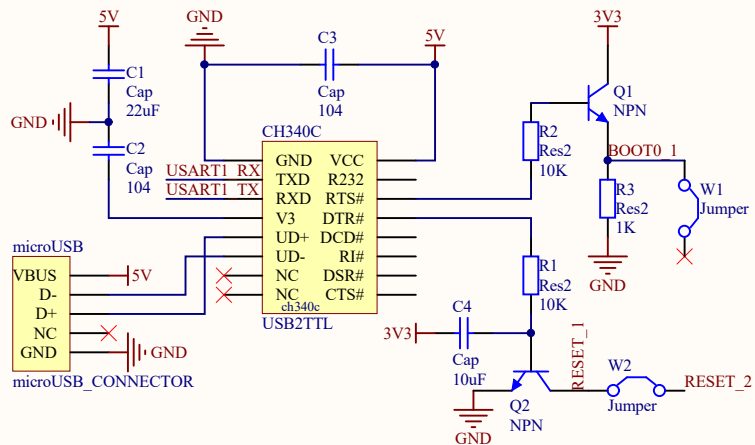 5V
GND
C3
5V
3V3
C1
Cap
22uF
Cap
104
Q1
NPN
GND
CH340C
R2
Res2
10K
C2
Cap
104
BOOT0_1
USART1_RX
USART1_TX
GND
TXD
RXD
V3
UD+
UD-
NC
NC
VCC
R232
RTS#
DTR#
DCD#
RI#
DSR#
CTS#
ch340c
USB2TTL
R3
Res2
1K
W1
Jumper
GND
microUSB
VBUS
D-
D+
NC
GND
5V
GND
microUSB_CONNECTOR
R1
Res2
10K
C4
3V3
Cap
10uF
RESET_1
W2
Jumper
RESET_2
Q2
NPN
GND